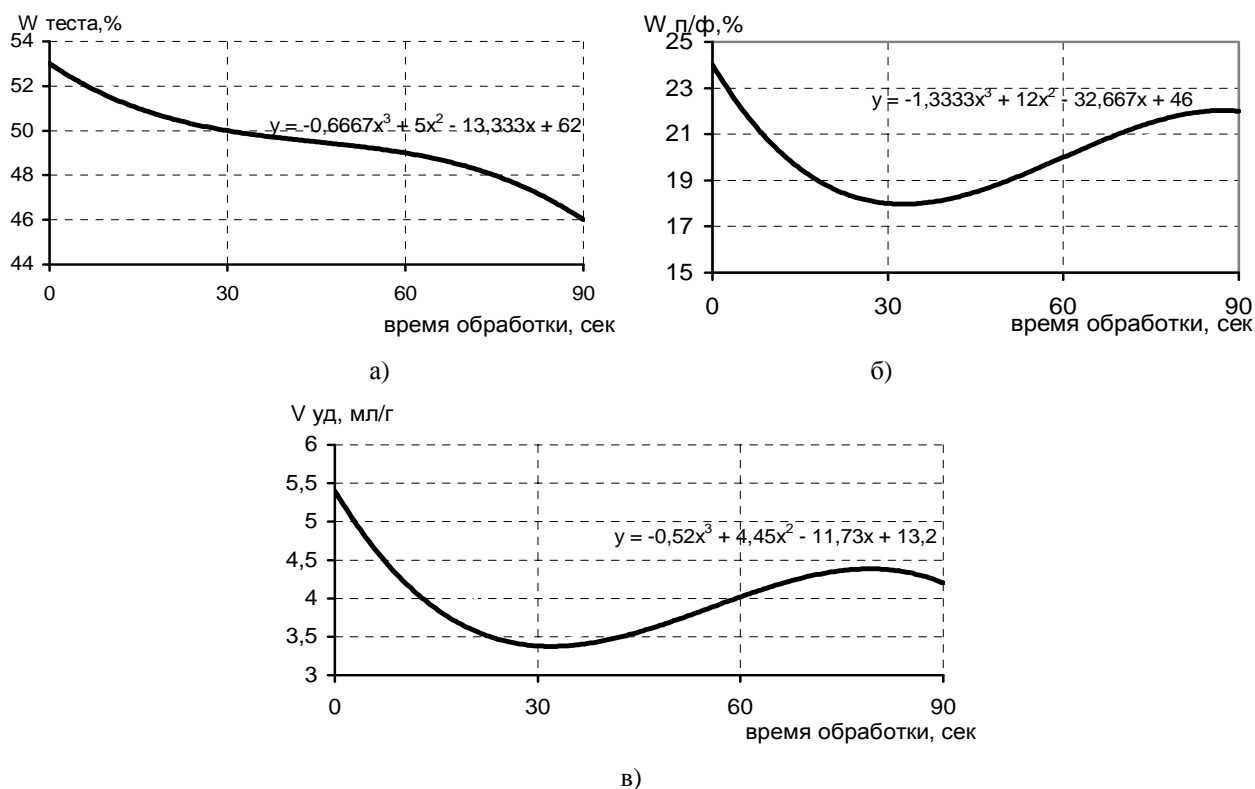 W теста,%
54
52
50
48
46
44
y = -0,6667x³ + 5x² - 13,333x + 62
0 30 60 90
время обработки, сек
а)
W п/ф,%
25
23
21
19
17
15
y = -1,3333x³ + 12x² - 32,667x + 46
0 30 60 90
время обработки, сек
б)
V уд, мл/г
6
5,5
5
4,5
4
3,5
3
y = -0,52x³ + 4,45x² - 11,73x + 13,2
0 30 60 90
время обработки, сек
в)